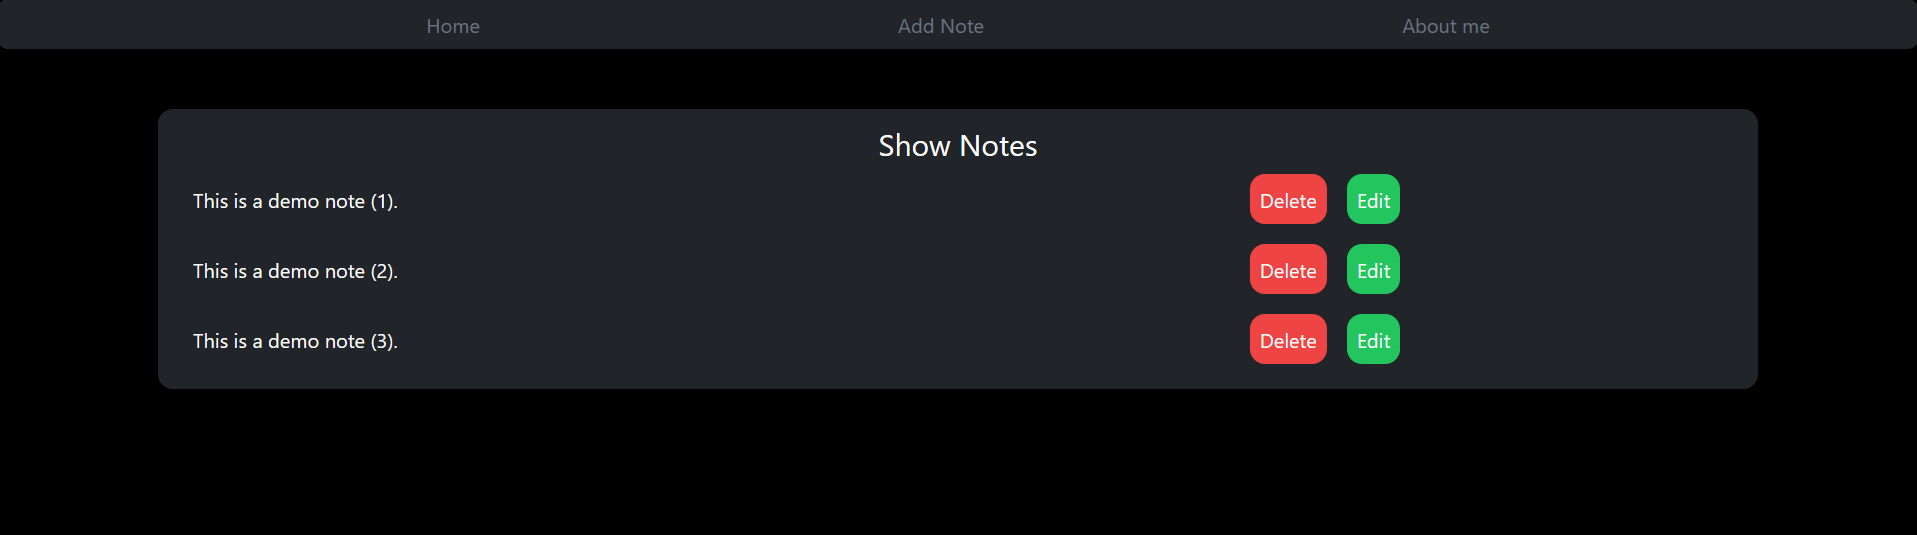 Home Add Note About me
Show Notes
This is a demo note (1). Delete Edit
This is a demo note (2). Delete Edit
This is a demo note (3). Delete Edit